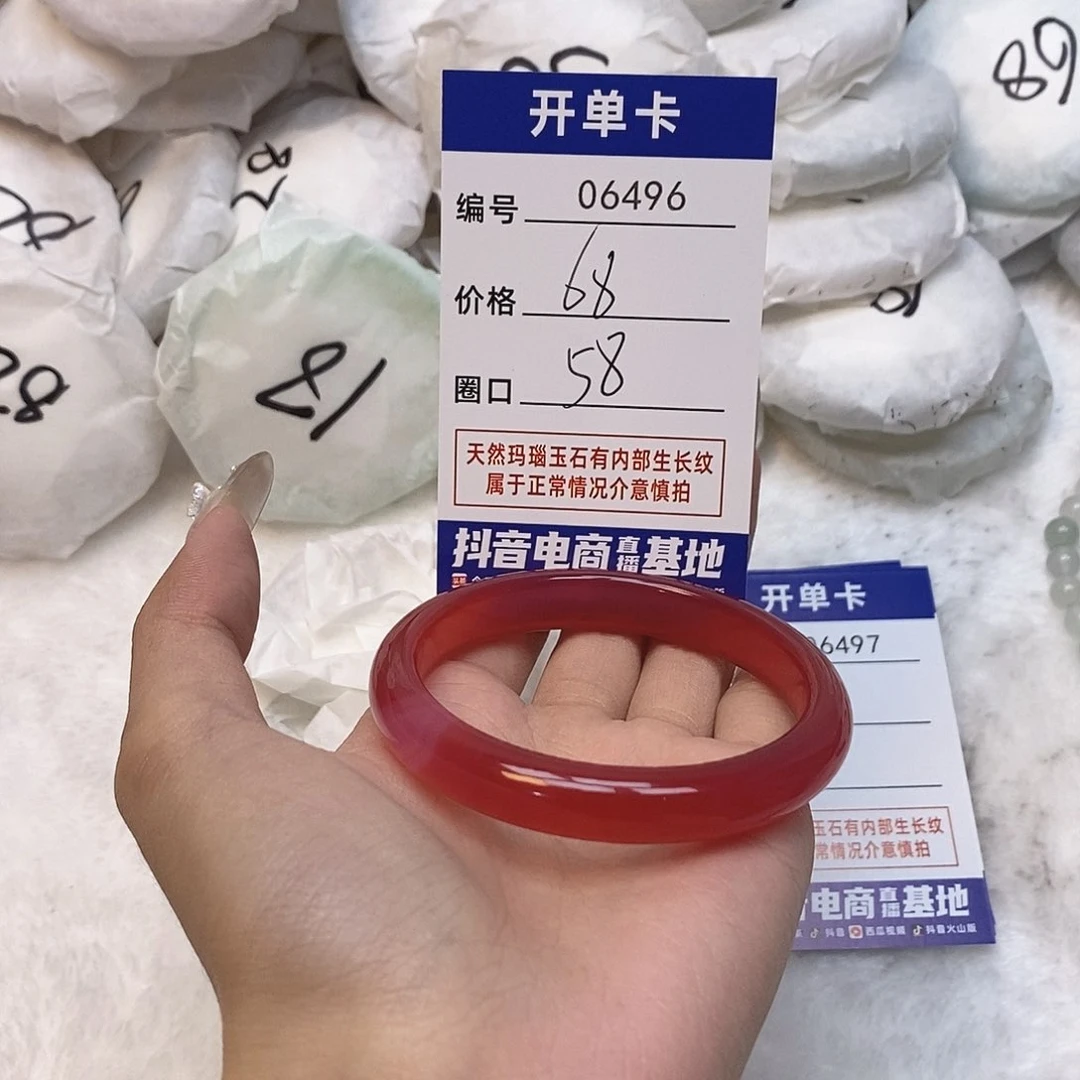 开单卡
编号 06496
价格 68
圈口 58
天然玛瑙玉石有内部生长纹
属于正常情况介意慎拍
抖音电商直播基地
开单卡
06497
玉石有内部生长纹
常情况介意慎拍
电商直播基地
抖音 西瓜视频 抖音火山版
18
68